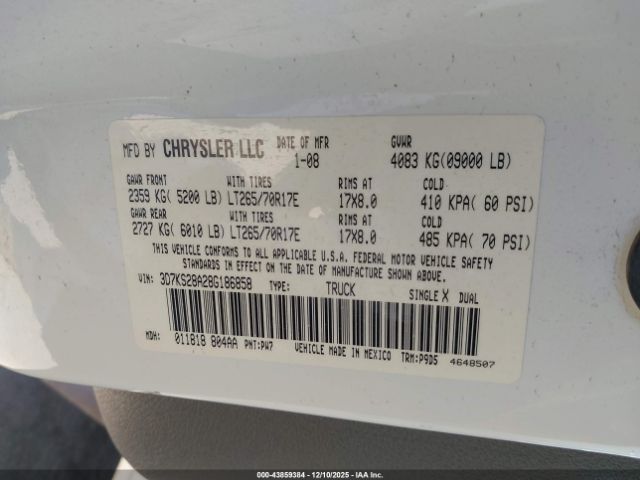 MFD BY CHRYSLER LLC DATE OF MFR GVWR
1-08 4083 KG(09000 LB)
GAWR FRONT WITH TIRES RIMS AT COLD
2359 KG( 5200 LB) LT265/70R17E 17X8.0 410 KPA( 60 PSI)
GAWR REAR WITH TIRES RIMS AT COLD
2727 KG( 6010 LB) LT265/70R17E 17X8.0 485 KPA( 70 PSI)
THIS VEHICLE CONFORMS TO ALL APPLICABLE U.S.A. FEDERAL MOTOR VEHICLE SAFETY
STANDARDS IN EFFECT ON THE DATE OF MANUFACTURE SHOWN ABOVE.
VIN: 3D7KS28A28G186858 TYPE: TRUCK SINGLE X DUAL
MDH: 011818 804AA PNT:PW7 VEHICLE MADE IN MEXICO TRM:P9D5 4648507
000-43859384 - 12/10/2025 - IAA Inc.